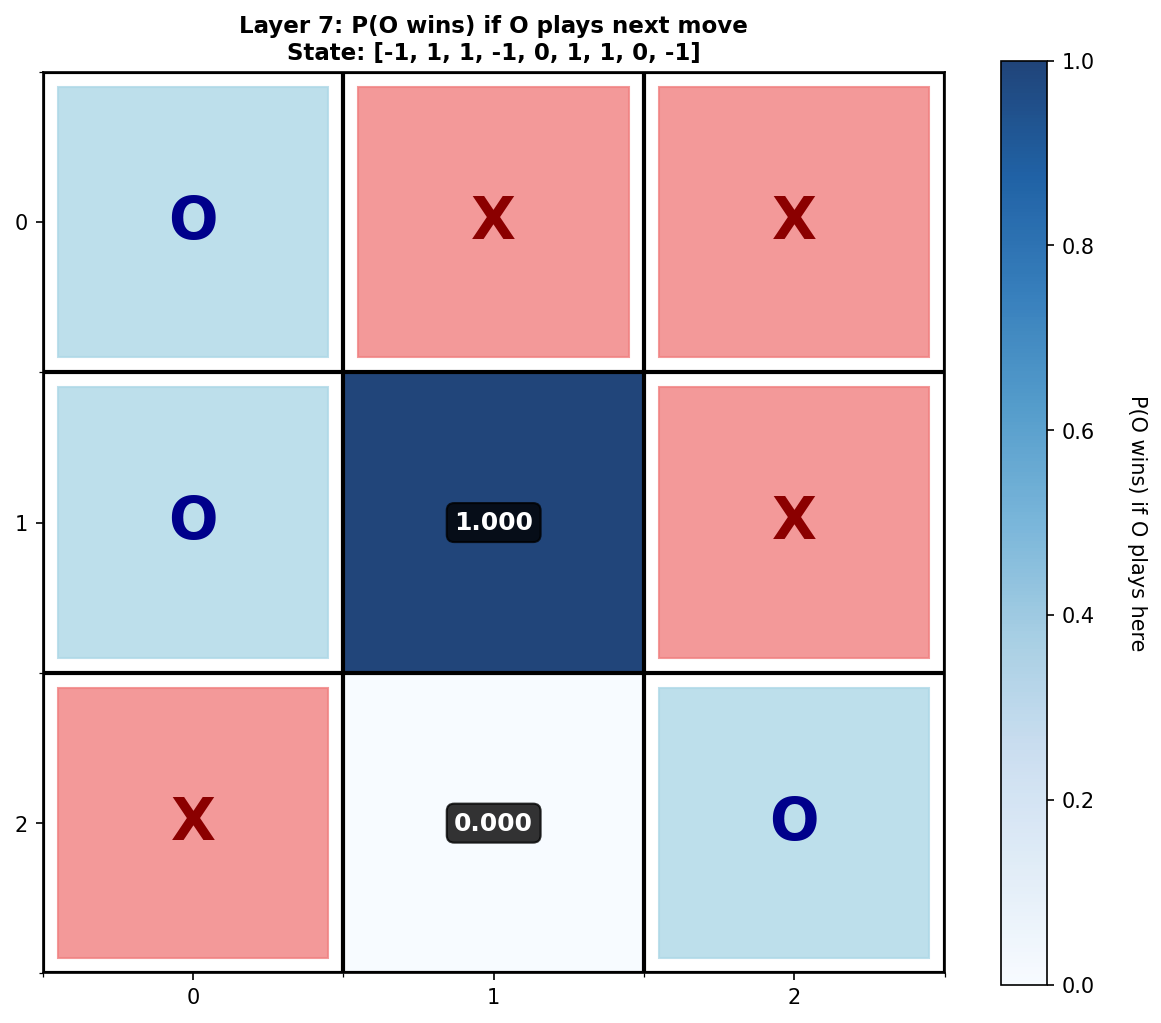 Layer 7: P(O wins) if O plays next move
State: [-1, 1, 1, -1, 0, 1, 1, 0, -1]
0
1
2
O
X
X
O
1.000
X
X
0.000
O
0
1
2
1.0
0.8
0.6
0.4
0.2
0.0
P(O wins) if O plays here